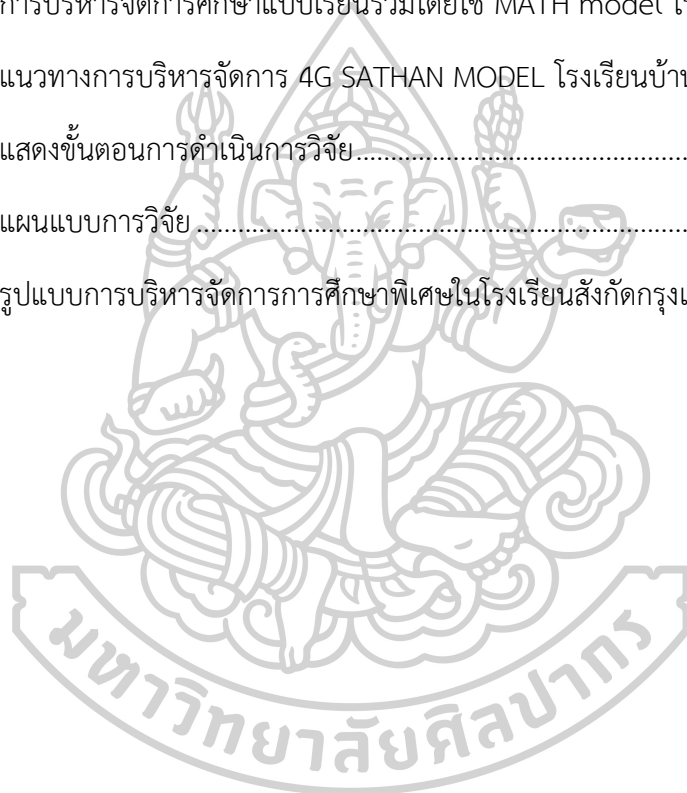 การบริหารจัดการศึกษาแบบเรียนรวมโดยใช้ MATH model
แนวทางการบริหารจัดการ 4G SATHAN MODEL โรงเรียนบ้าน
แสดงขั้นตอนการดำเนินการวิจัย
แผนแบบการวิจัย
รูปแบบการบริหารจัดการการศึกษาพิเศษในโรงเรียนสังกัดกรุงเ
มหาวิทยาลัยศิลปากร